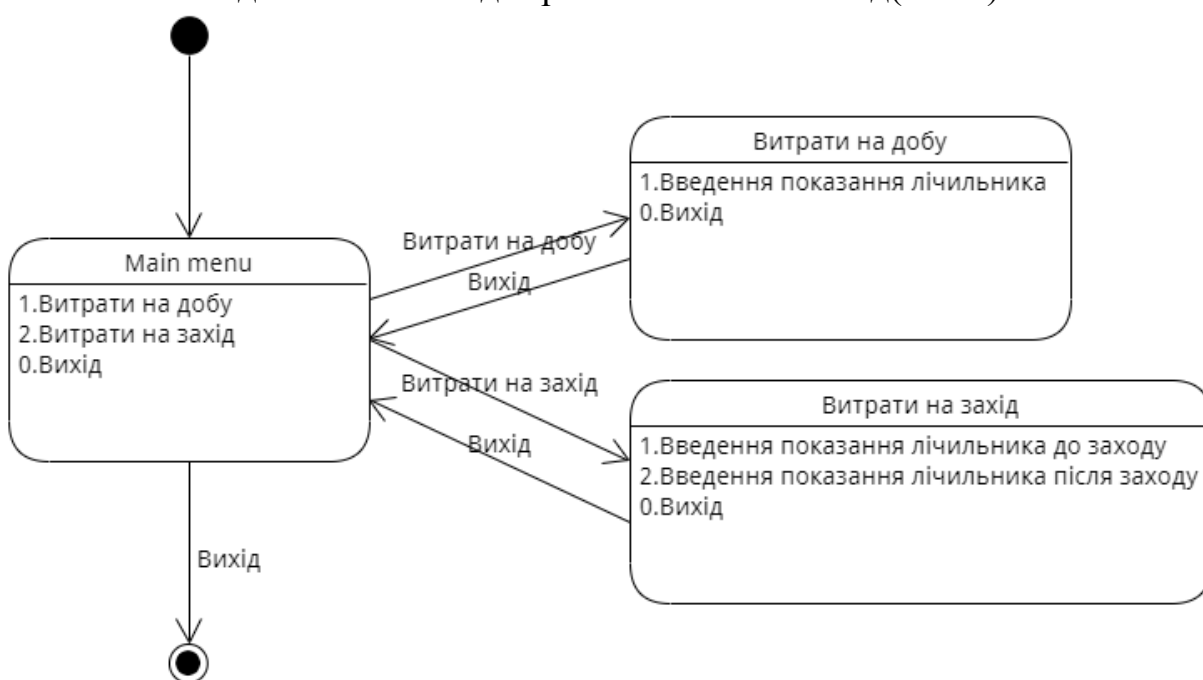 Main menu
1.Витрати на добу
2.Витрати на захід
0.Вихід
Витрати на добу
Вихід
Витрати на захід
Вихід
Вихід
Витрати на добу
1.Введення показання лічильника
0.Вихід
Витрати на захід
1.Введення показання лічильника до заходу
2.Введення показання лічильника після заходу
0.Вихід